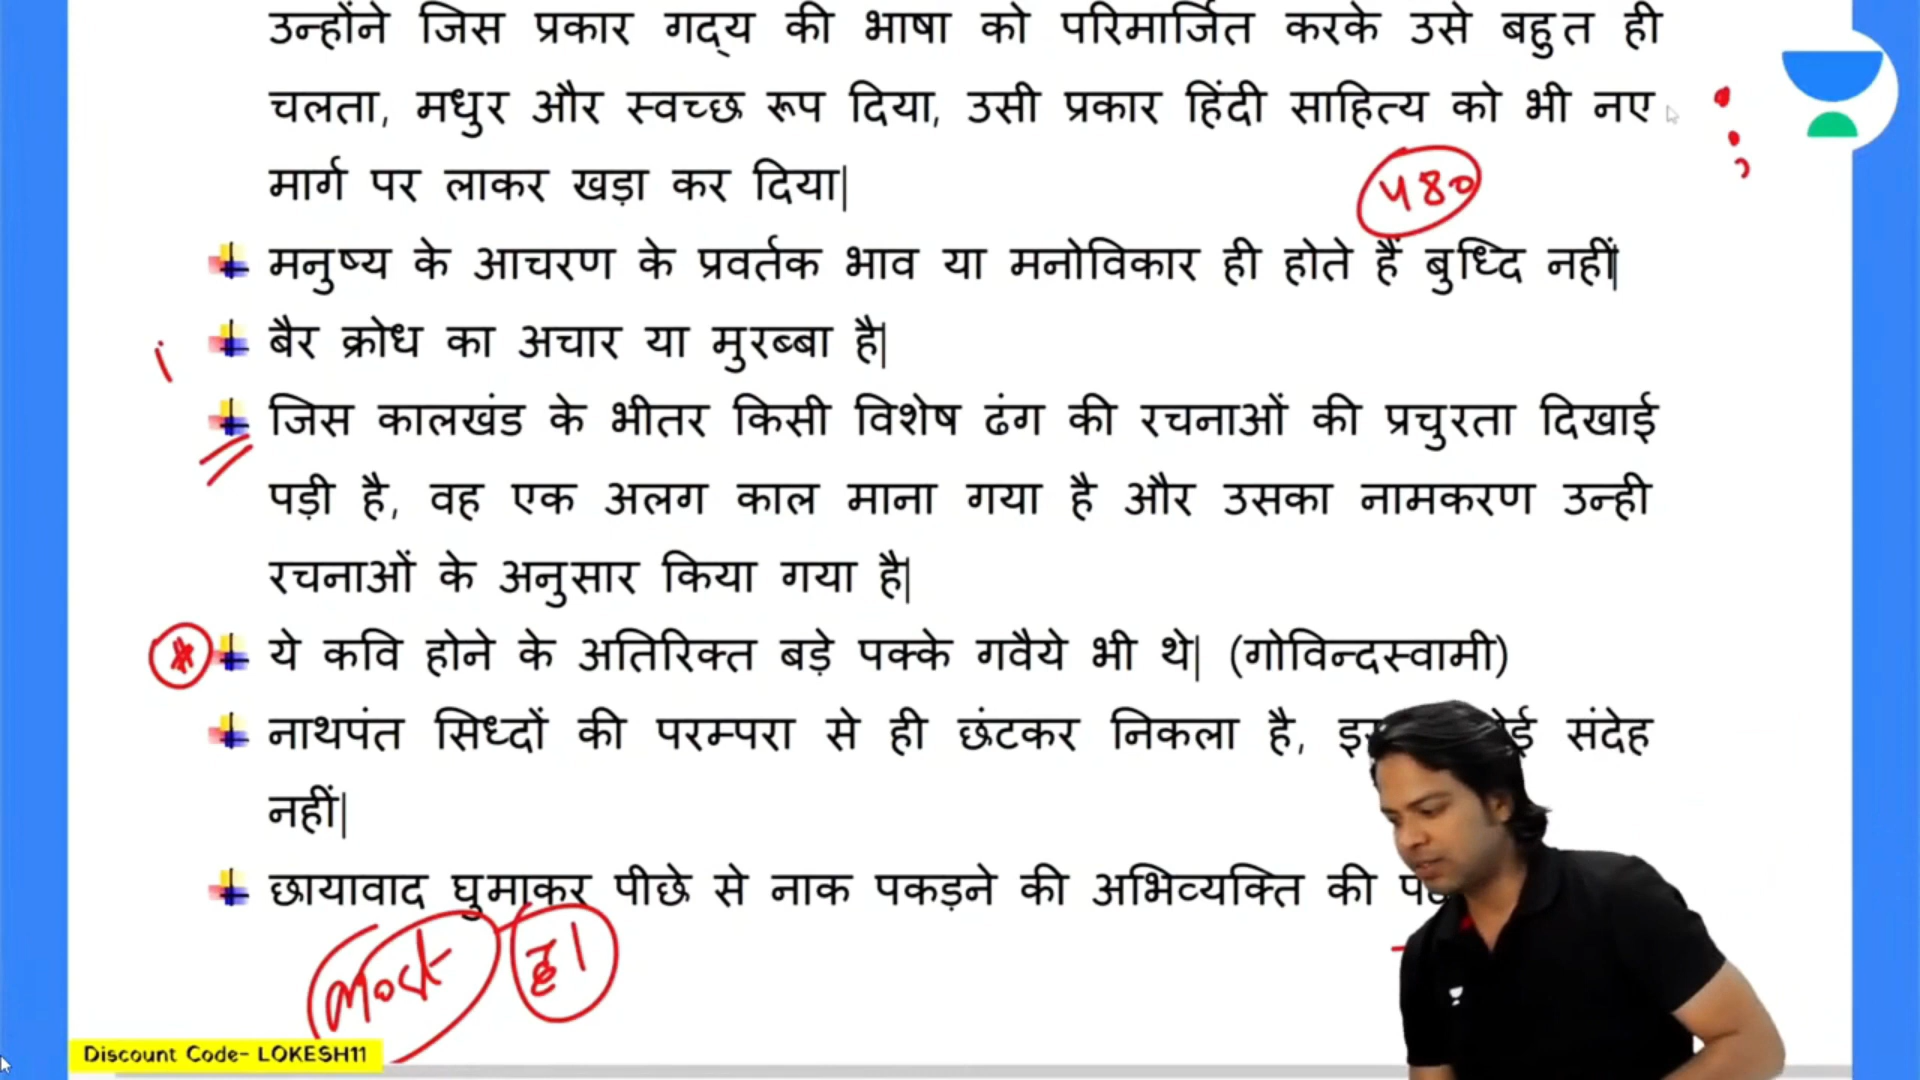 उन्होंने जिस प्रकार गद्य की भाषा को परिमार्जित करके उसे बहुत ही
चलता, मधुर और स्वच्छ रूप दिया, उसी प्रकार हिंदी साहित्य को भी नए
मार्ग पर लाकर खड़ा कर दिया|
480
मनुष्य के आचरण के प्रवर्तक भाव या मनोविकार ही होते हैं बुध्दि नहीं|
बैर क्रोध का अचार या मुरब्बा है|
जिस कालखंड के भीतर किसी विशेष ढंग की रचनाओं की प्रचुरता दिखाई
पड़ी है, वह एक अलग काल माना गया है और उसका नामकरण उन्ही
रचनाओं के अनुसार किया गया है|
ये कवि होने के अतिरिक्त बड़े पक्के गवैये भी थे| (गोविन्दस्वामी)
नाथपंत सिध्दों की परम्परा से ही छंटकर निकला है, संदेह
नहीं|
छायावाद घुमाकर पीछे से नाक पकड़ने की अभिव्यक्ति की
Mock
Discount Code- LOKESH11